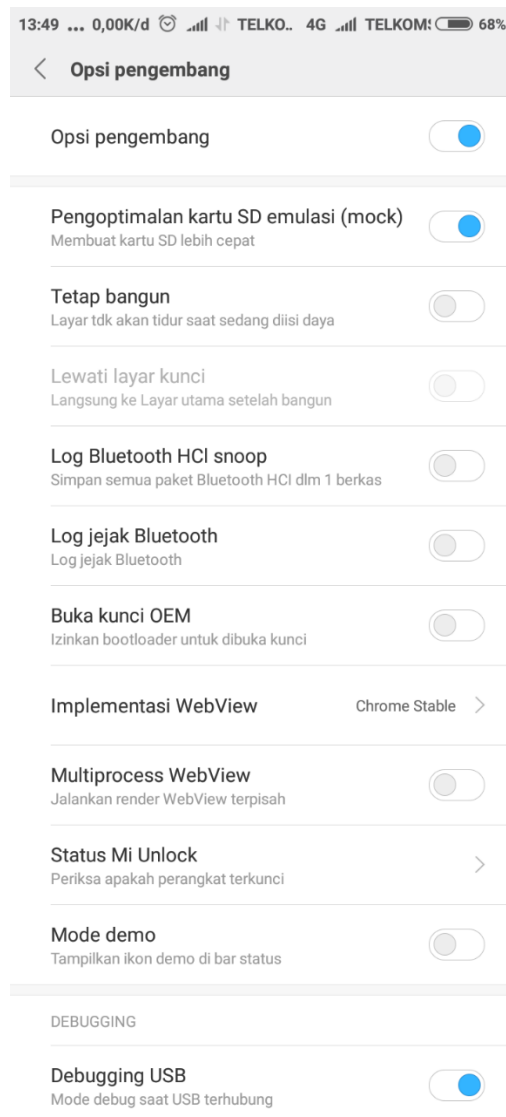 13:49 ... 0,00K/d TELKO.. 4G TELKOM: 68%
Opsi pengembang
Opsi pengembang
Pengoptimalan kartu SD emulasi (mock)
Membuat kartu SD lebih cepat
Tetap bangun
Layar tdk akan tidur saat sedang diisi daya
Lewati layar kunci
Langsung ke Layar utama setelah bangun
Log Bluetooth HCl snoop
Simpan semua paket Bluetooth HCI dlm 1 berkas
Log jejak Bluetooth
Log jejak Bluetooth
Buka kunci OEM
Izinkan bootloader untuk dibuka kunci
Implementasi WebView Chrome Stable
Multiprocess WebView
Jalankan render WebView terpisah
Status Mi Unlock
Periksa apakah perangkat terkunci
Mode demo
Tampilkan ikon demo di bar status
DEBUGGING
Debugging USB
Mode debug saat USB terhubung